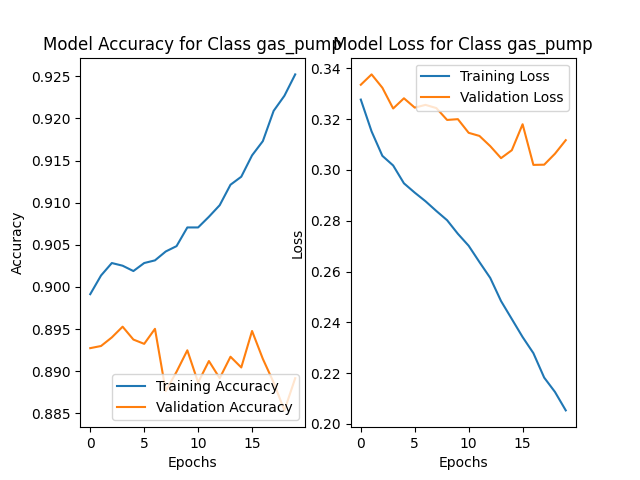 Model Accuracy for Class gas_pump
0.925
0.920
0.915
0.910
0.905
0.900
0.895
0.890
0.885
Accuracy
0
5
10
15
Epochs
Training Accuracy
Validation Accuracy
Model Loss for Class gas_pump
0.34
0.32
0.30
0.28
0.26
0.24
0.22
0.20
Loss
0
5
10
15
Epochs
Training Loss
Validation Loss